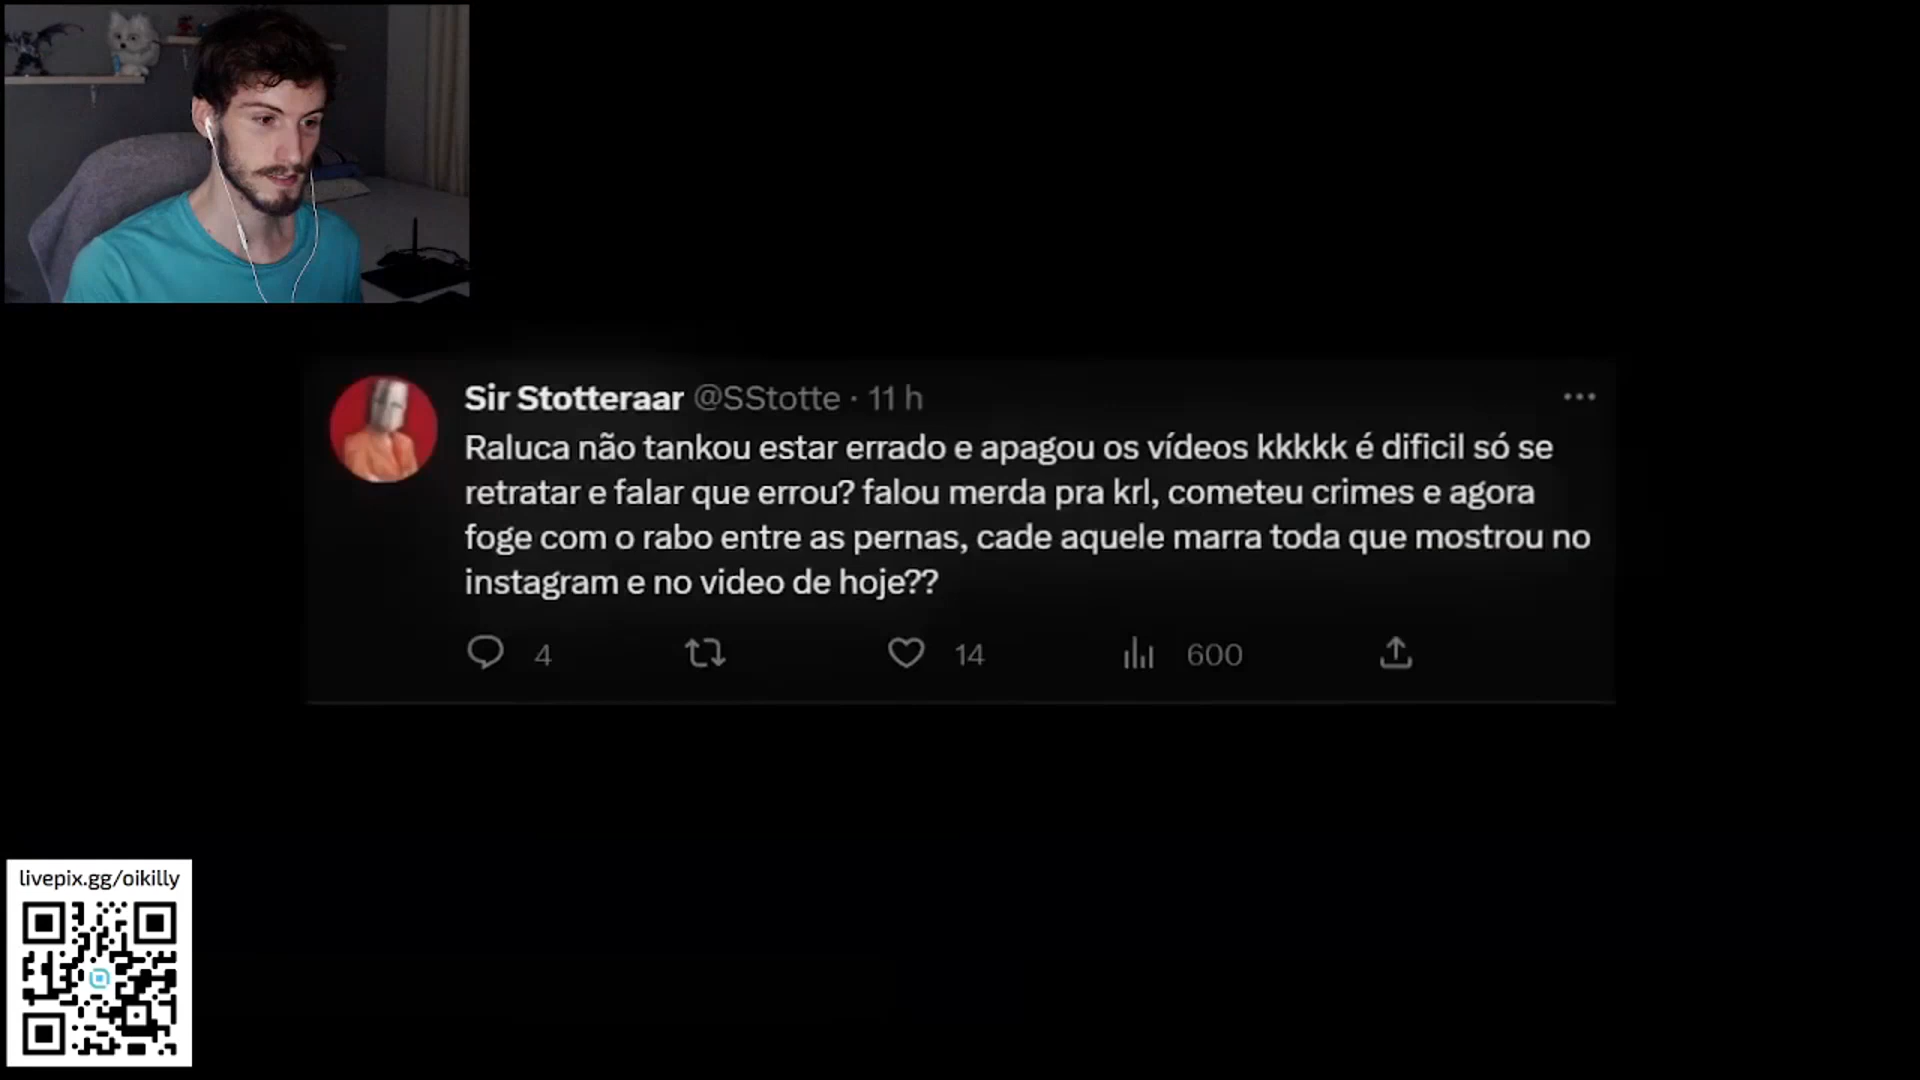 Sir Stotteraar @SStotte · 11 h
Raluca não tankou estar errado e apagou os vídeos kkkkk é dificil só se
retratar e falar que errou? falou merda pra krl, cometeu crimes e agora
foge com o rabo entre as pernas, cade aquele marra toda que mostrou no
instagram e no video de hoje??
4 14 600
livepix.gg/oikilly